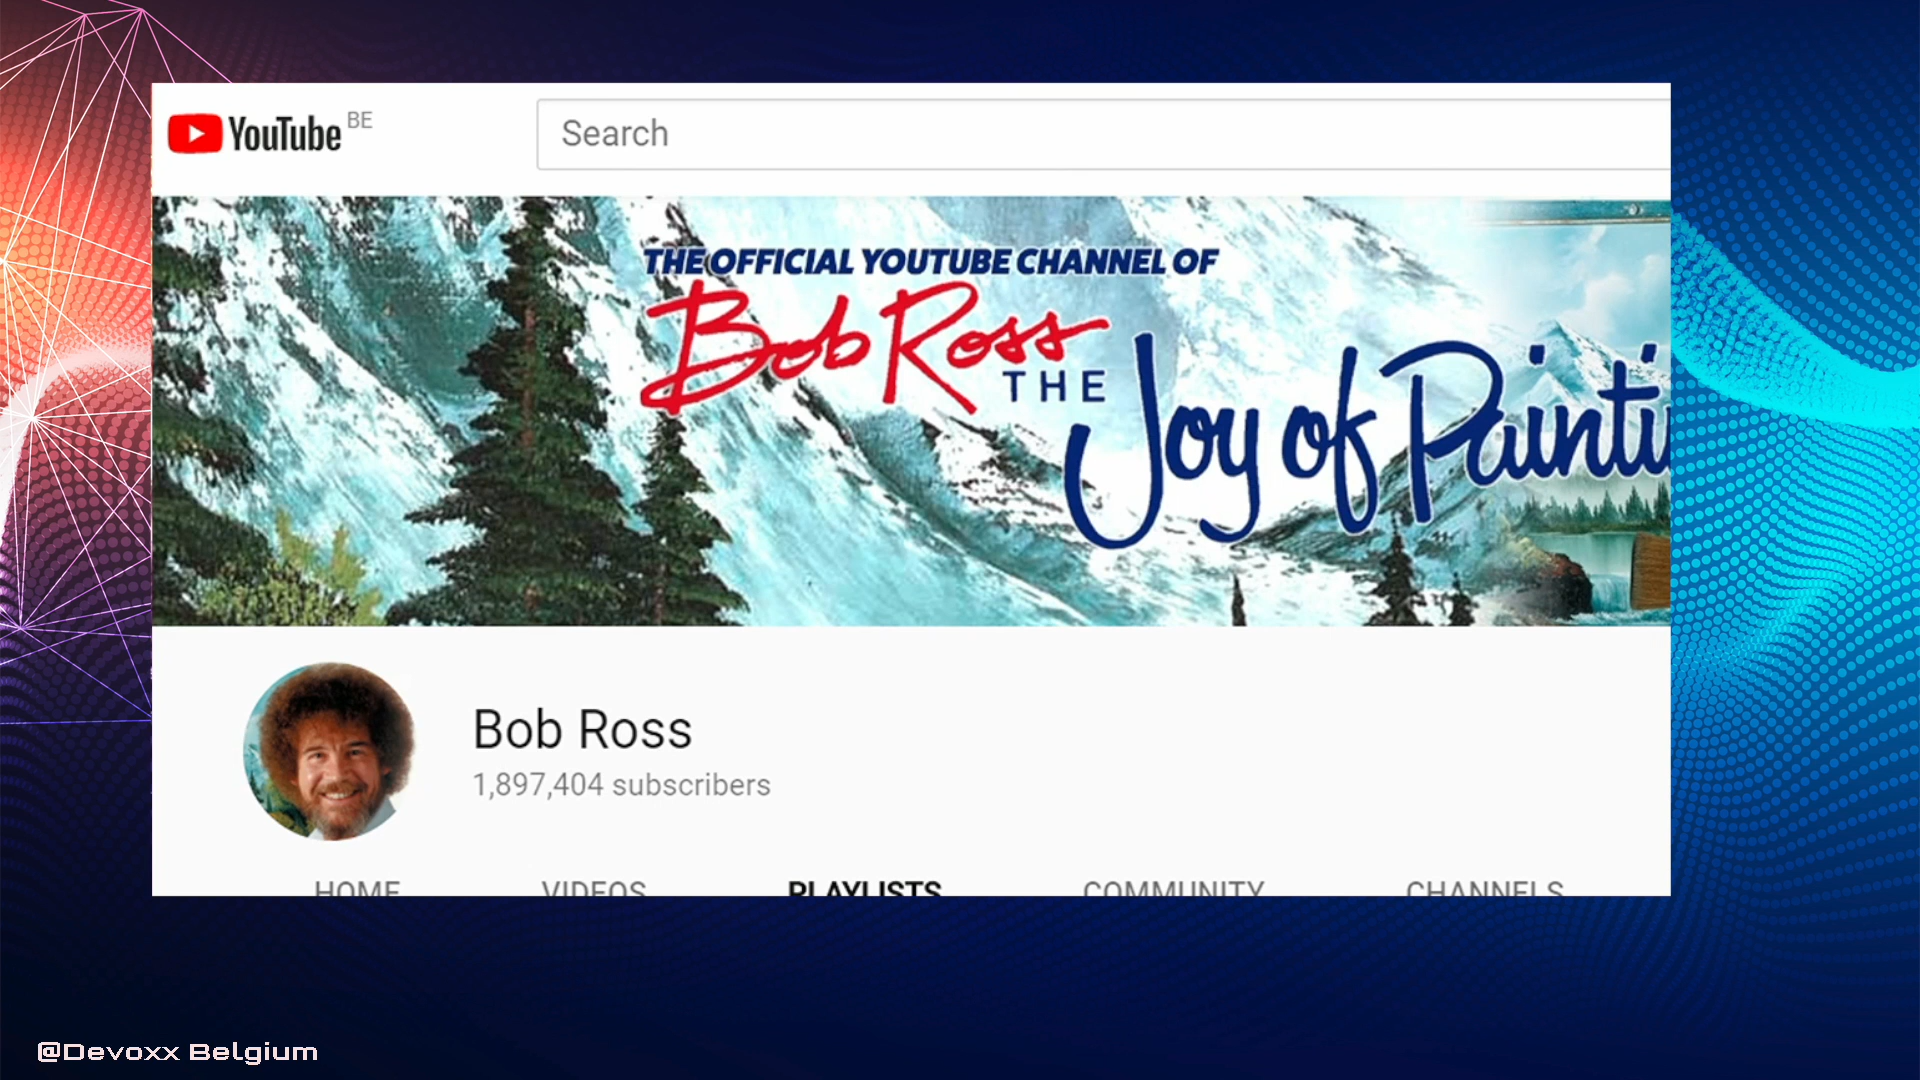 YouTube BE
Search
THE OFFICIAL YOUTUBE CHANNEL OF
Bob Ross
THE
Joy of Painti
Bob Ross
1,897,404 subscribers
HOME VIDEOS PLAYLISTS COMMUNITY CHANNELS
@Devoxx Belgium